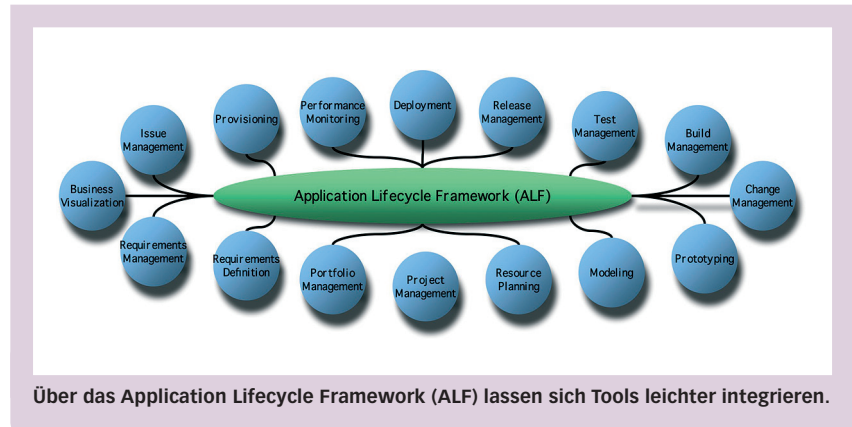 Deployment
Performance
Monitoring
Release
Management
Provisioning
Test
Management
Issue
Management
Build
Management
Business
Visualization
Application Lifecycle Framework (ALF)
Change
Management
Requirements
Management
Requirements
Definition
Portfolio
Management
Project
Management
Resource
Planning
Modeling
Prototyping
Über das Application Lifecycle Framework (ALF) lassen sich Tools leichter integrieren.